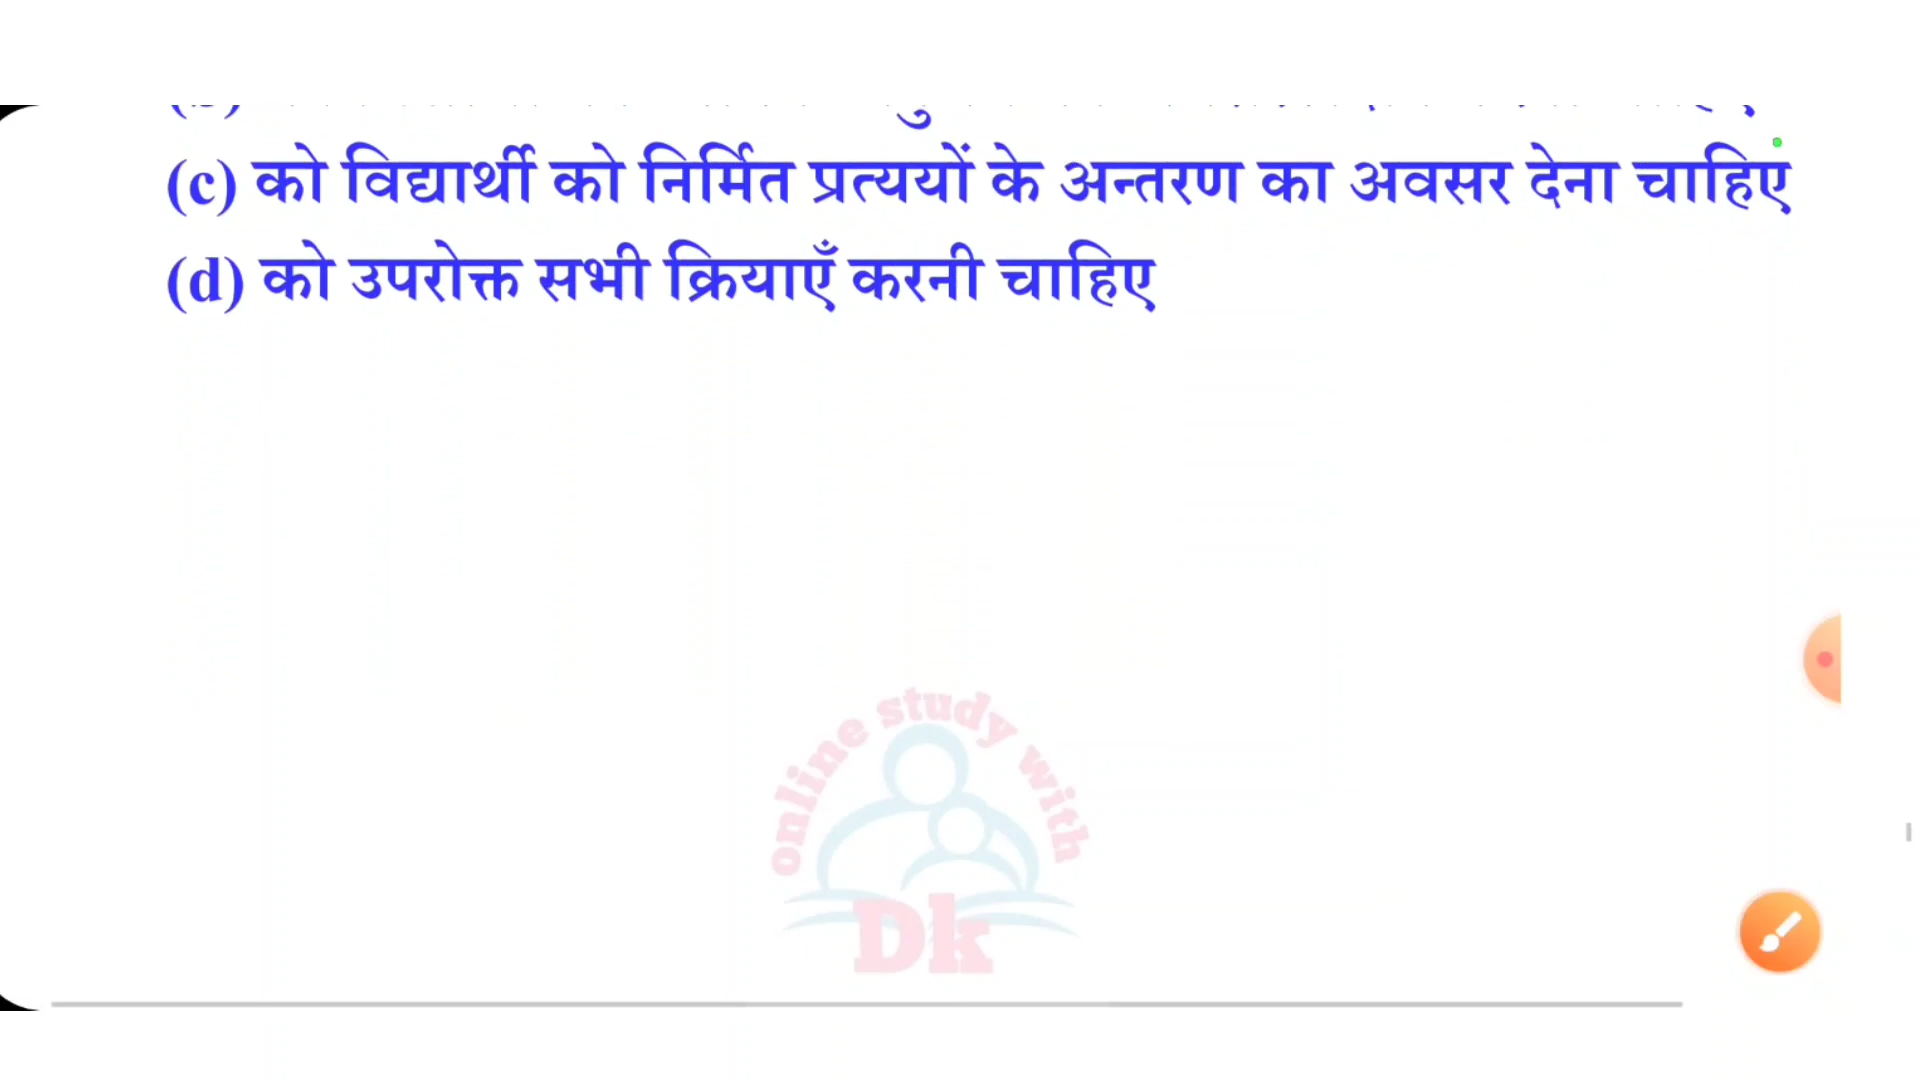 (c) को विद्यार्थी को निर्मित प्रत्ययों के अन्तरण का अवसर देना चाहिए
(d) को उपरोक्त सभी क्रियाएँ करनी चाहिए
online study with
Dk